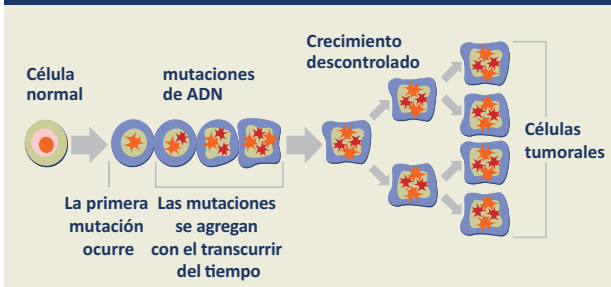 Célula
normal
mutaciones
de ADN
Crecimiento
descontrolado
Células
tumorales
La primera
mutación
ocurre
Las mutaciones
se agregan
con el transcurrir
del tiempo